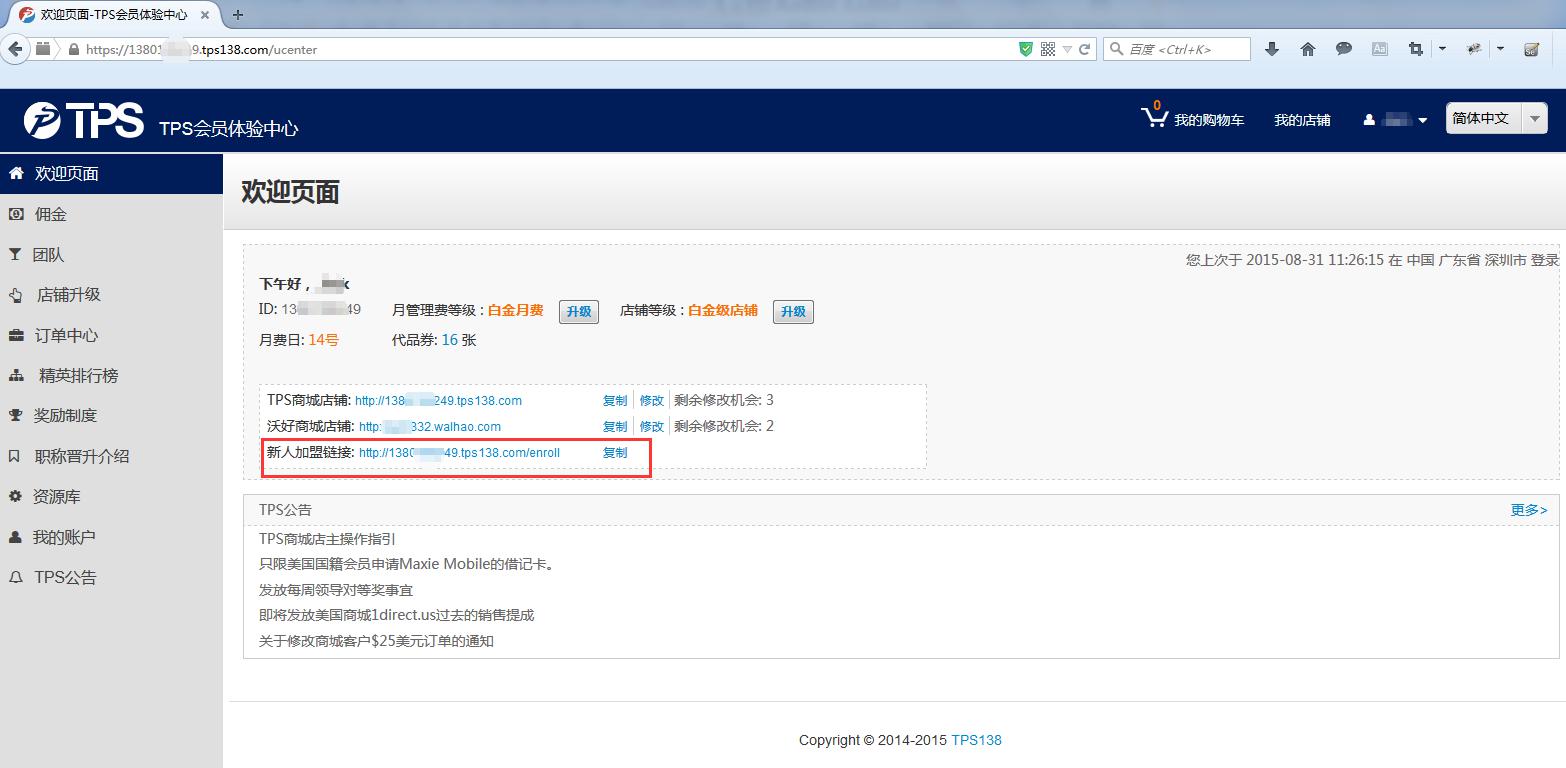 欢迎页面-TPS会员体验中心
https://13801 9.tps138.com/ucenter
百度 <Ctrl+K>
TPS TPS会员体验中心
0
我的购物车 我的店铺 简体中文
欢迎页面
佣金
团队
店铺升级
订单中心
精英排行榜
奖励制度
职称晋升介绍
资源库
我的账户
TPS公告
欢迎页面
您上次于 2015-08-31 11:26:15 在 中国 广东省 深圳市 登录
下午好， k
ID: 13 49 月管理费等级：白金月费 升级 店铺等级：白金级店铺 升级
月费日: 14号 代品券: 16 张
TPS商城店铺: http://138 249.tps138.com 复制 修改 剩余修改机会: 3
沃好商城店铺: http: 332.walhao.com 复制 修改 剩余修改机会: 2
新人加盟链接: http://1380 49.tps138.com/enroll 复制
TPS公告 更多>
TPS商城店主操作指引
只限美国国籍会员申请Maxie Mobile的借记卡。
发放每周领导对等奖事宜
即将发放美国商城1direct.us过去的销售提成
关于修改商城客户$25美元订单的通知
Copyright © 2014-2015 TPS138